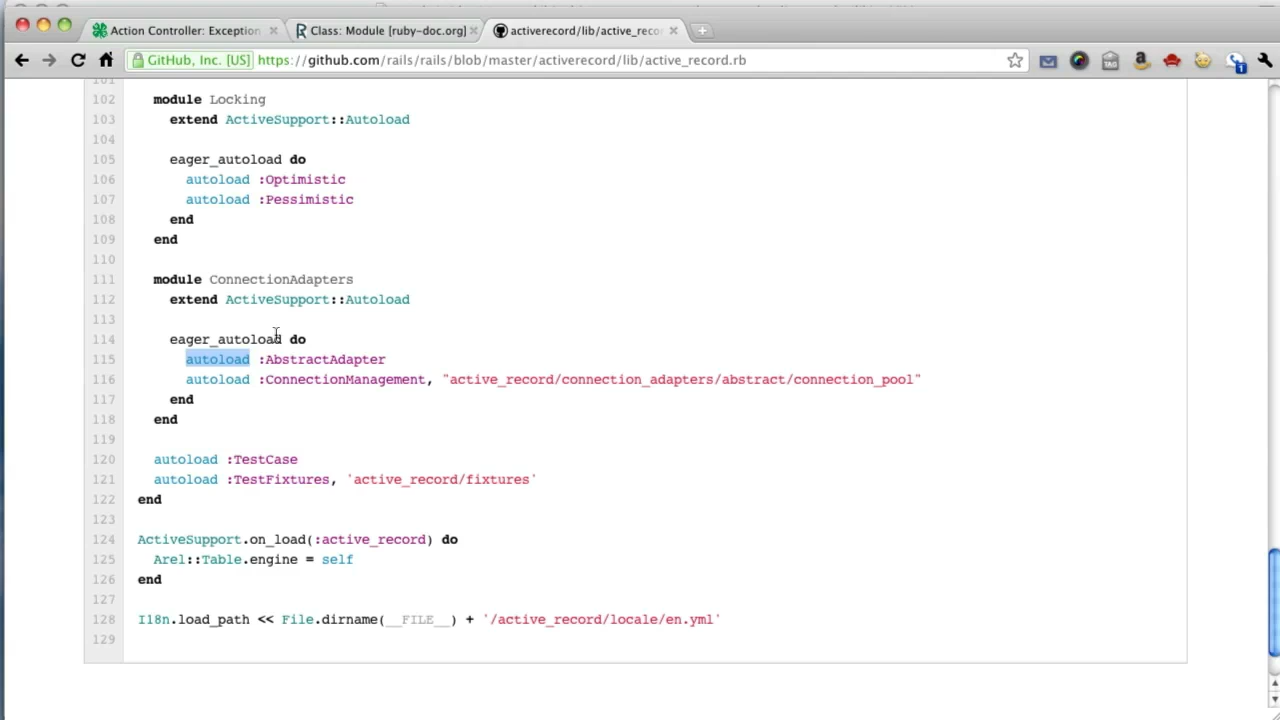 Action Controller: Exception
Class: Module [ruby-doc.org]
activerecord/lib/active_reco
GitHub, Inc. [US] https://github.com/rails/rails/blob/master/activerecord/lib/active_record.rb
TAG
1
101
102 module Locking
103 extend ActiveSupport::Autoload
104
105 eager_autoload do
106 autoload :Optimistic
107 autoload :Pessimistic
108 end
109 end
110
111 module ConnectionAdapters
112 extend ActiveSupport::Autoload
113
114 eager_autoload do
115 autoload :AbstractAdapter
116 autoload :ConnectionManagement, "active_record/connection_adapters/abstract/connection_pool"
117 end
118 end
119
120 autoload :TestCase
121 autoload :TestFixtures, 'active_record/fixtures'
122 end
123
124 ActiveSupport.on_load(:active_record) do
125 Arel::Table.engine = self
126 end
127
128 I18n.load_path << File.dirname(__FILE__) + '/active_record/locale/en.yml'
129